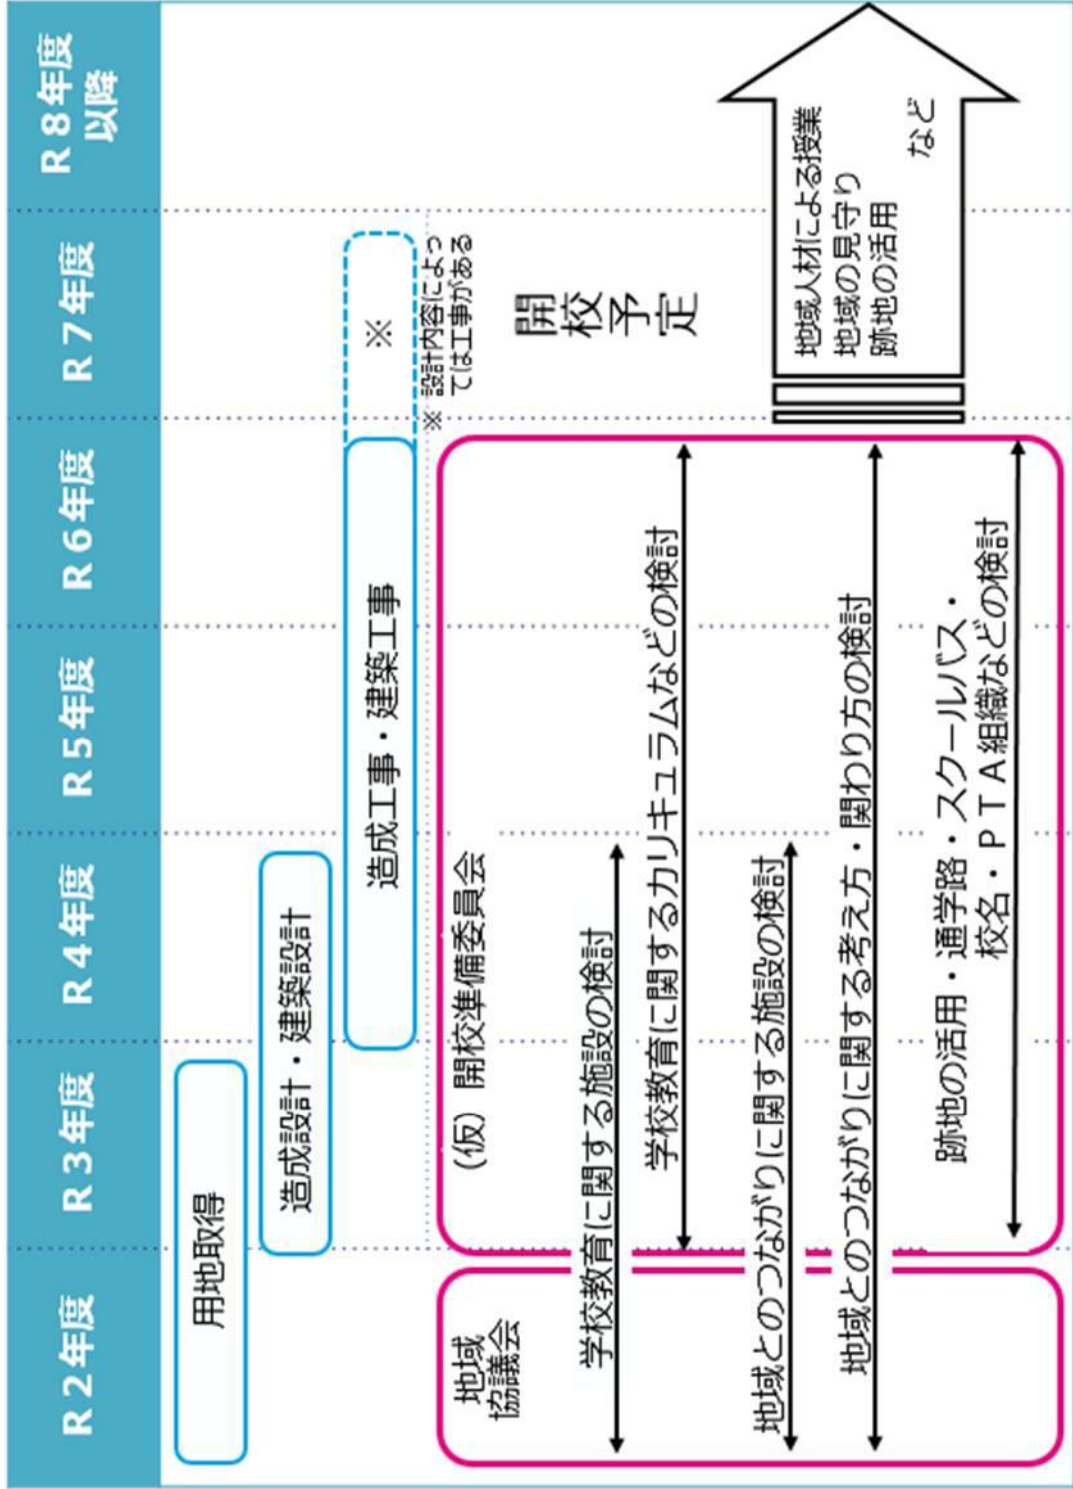 R2年度
R3年度
R4年度
R5年度
R6年度
R7年度
R8年度
以降
用地取得
造成設計・建築設計
造成工事・建築工事
※
※ 設計内容によっ
ては工事がある
地域
協議会
(仮) 開校準備委員会
開
校
予
定
学校教育に関する施設の検討
学校教育に関するカリキュラムなどの検討
地域とのつながりに関する施設の検討
地域とのつながりに関する考え方・関わり方の検討
跡地の活用・通学路・スクールバス・
校名・PTA組織などの検討
地域人材による授業
地域の見守り
跡地の活用
など